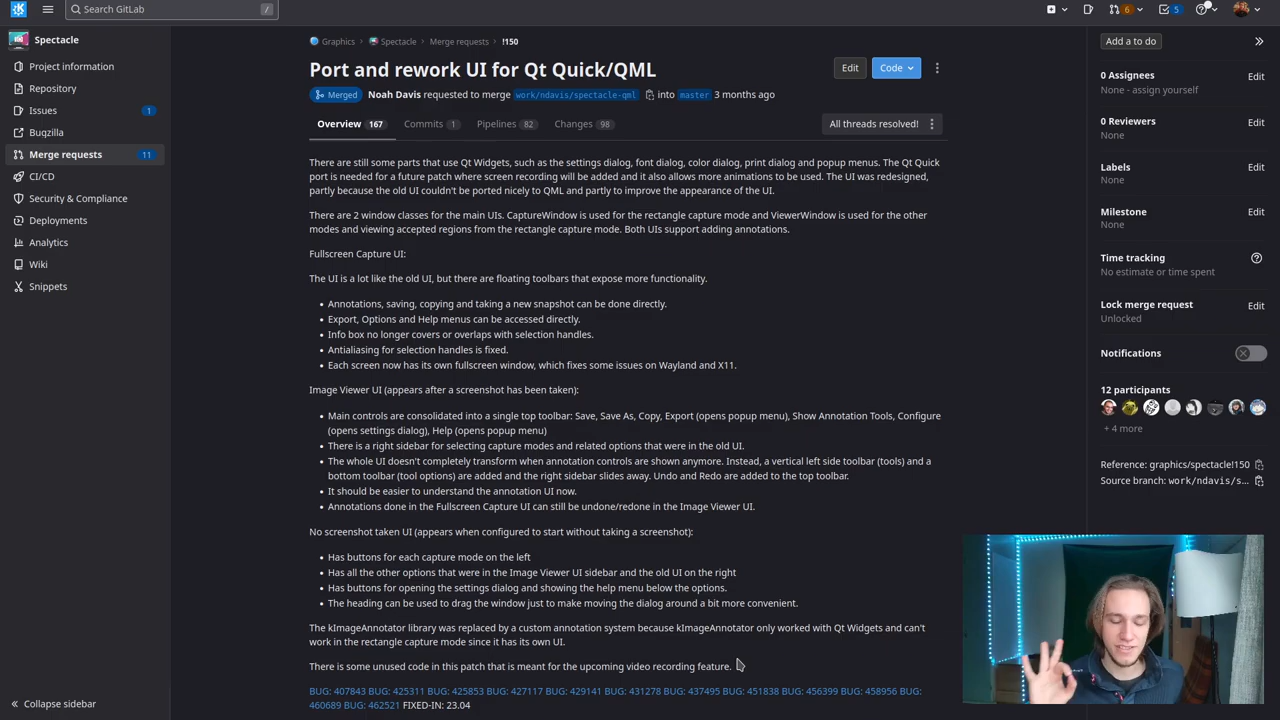 Search GitLab
/
6
5
Spectacle
Project information
Repository
Issues
1
Bugzilla
Merge requests
11
CI/CD
Security & Compliance
Deployments
Analytics
Wiki
Snippets
Collapse sidebar
Graphics › Spectacle › Merge requests › !150
Port and rework UI for Qt Quick/QML
Edit
Code
Merged Noah Davis requested to merge work/ndavis/spectacle-qml into master 3 months ago
Overview 167 Commits 1 Pipelines 82 Changes 98
All threads resolved!
There are still some parts that use Qt Widgets, such as the settings dialog, font dialog, color dialog, print dialog and popup menus. The Qt Quick
port is needed for a future patch where screen recording will be added and it also allows more animations to be used. The UI was redesigned,
partly because the old UI couldn't be ported nicely to QML and partly to improve the appearance of the UI.
There are 2 window classes for the main UIs. CaptureWindow is used for the rectangle capture mode and ViewerWindow is used for the other
modes and viewing accepted regions from the rectangle capture mode. Both UIs support adding annotations.
Fullscreen Capture UI:
The UI is a lot like the old UI, but there are floating toolbars that expose more functionality.
• Annotations, saving, copying and taking a new snapshot can be done directly.
• Export, Options and Help menus can be accessed directly.
• Info box no longer covers or overlaps with selection handles.
• Antialiasing for selection handles is fixed.
• Each screen now has its own fullscreen window, which fixes some issues on Wayland and X11.
Image Viewer UI (appears after a screenshot has been taken):
• Main controls are consolidated into a single top toolbar: Save, Save As, Copy, Export (opens popup menu), Show Annotation Tools, Configure
(opens settings dialog), Help (opens popup menu)
• There is a right sidebar for selecting capture modes and related options that were in the old UI.
• The whole UI doesn't completely transform when annotation controls are shown anymore. Instead, a vertical left side toolbar (tools) and a
bottom toolbar (tool options) are added and the right sidebar slides away. Undo and Redo are added to the top toolbar.
• It should be easier to understand the annotation UI now.
• Annotations done in the Fullscreen Capture UI can still be undone/redone in the Image Viewer UI.
No screenshot taken UI (appears when configured to start without taking a screenshot):
• Has buttons for each capture mode on the left
• Has all the other options that were in the Image Viewer UI sidebar and the old UI on the right
• Has buttons for opening the settings dialog and showing the help menu below the options.
• The heading can be used to drag the window just to make moving the dialog around a bit more convenient.
The kImageAnnotator library was replaced by a custom annotation system because kImageAnnotator only worked with Qt Widgets and can't
work in the rectangle capture mode since it has its own UI.
There is some unused code in this patch that is meant for the upcoming video recording feature.
BUG: 407843 BUG: 425311 BUG: 425853 BUG: 427117 BUG: 429141 BUG: 431278 BUG: 437495 BUG: 451838 BUG: 456399 BUG: 458956 BUG:
460689 BUG: 462521 FIXED-IN: 23.04
Add a to do
0 Assignees
Edit
None - assign yourself
0 Reviewers
Edit
None
Labels
Edit
None
Milestone
Edit
None
Time tracking
No estimate or time spent
Lock merge request
Edit
Unlocked
Notifications
12 participants
+ 4 more
Reference: graphics/spectacle!150
Source branch: work/ndavis/s...